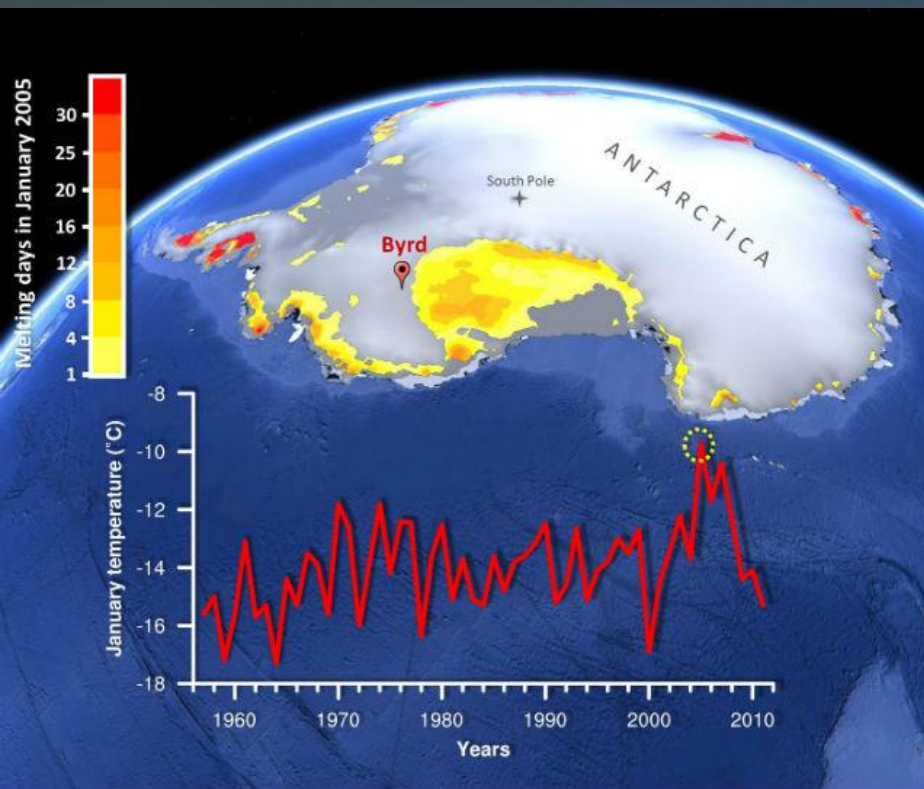 Melting days in January 2005
30
25
20
16
12
8
4
1
ANTARCTICA
South Pole
Byrd
January temperature (˚C)
-8
-10
-12
-14
-16
-18
1960 1970 1980 1990 2000 2010
Years